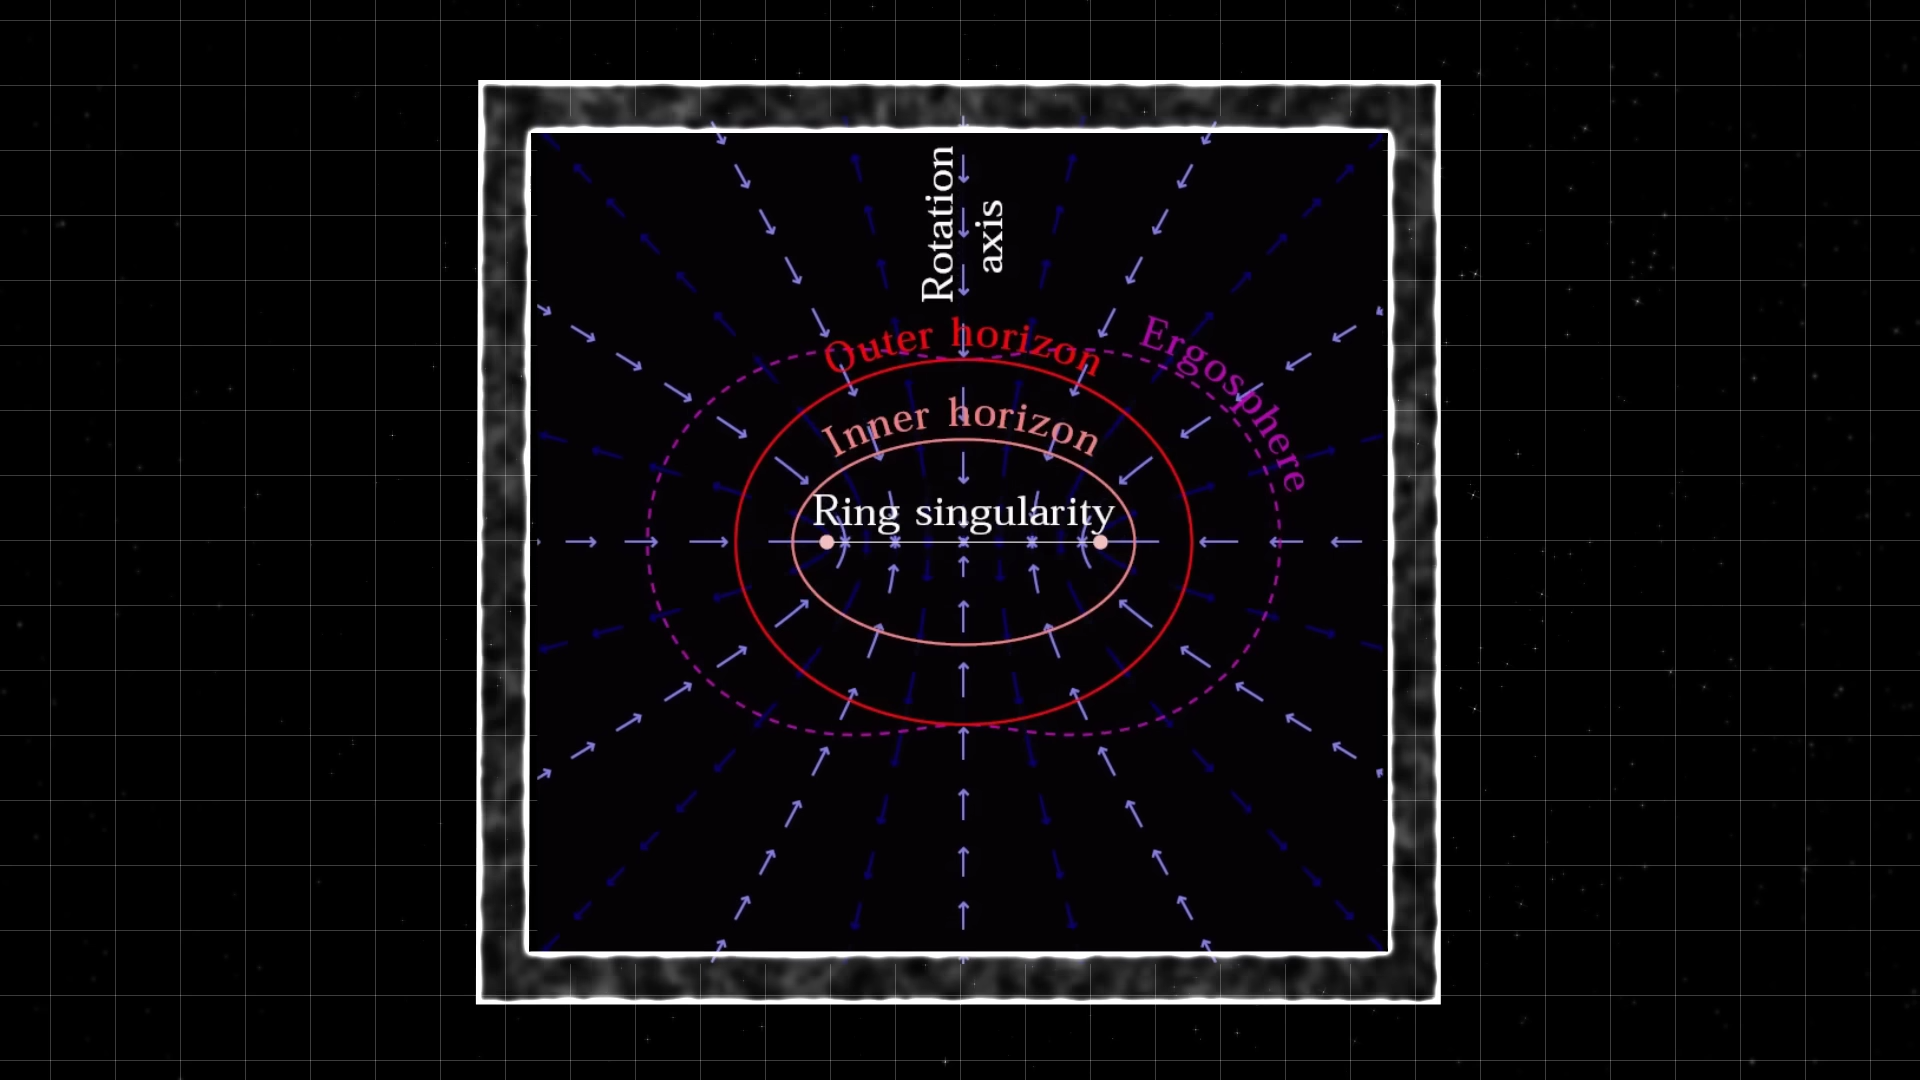 Rotation
axis
Outer horizon
Ergosphere
Inner horizon
Ring singularity